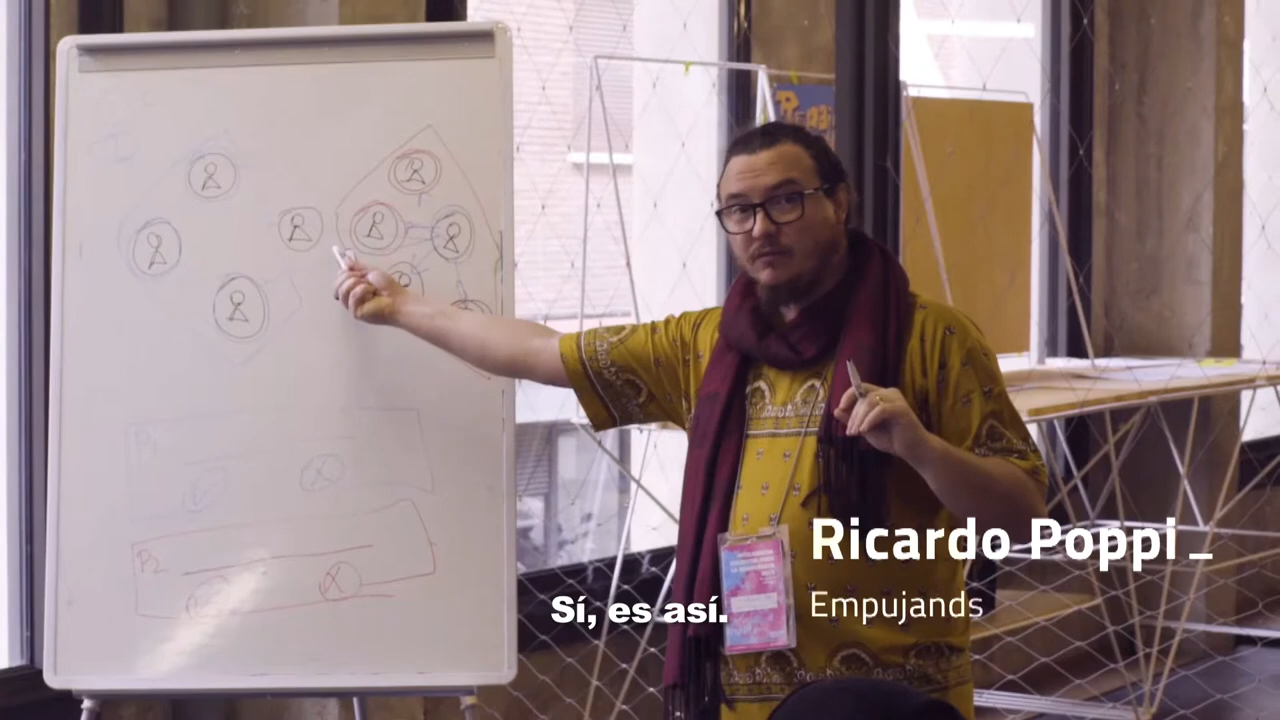 P1
P2
Ricardo Poppi _
Empujands
Sí, es así.